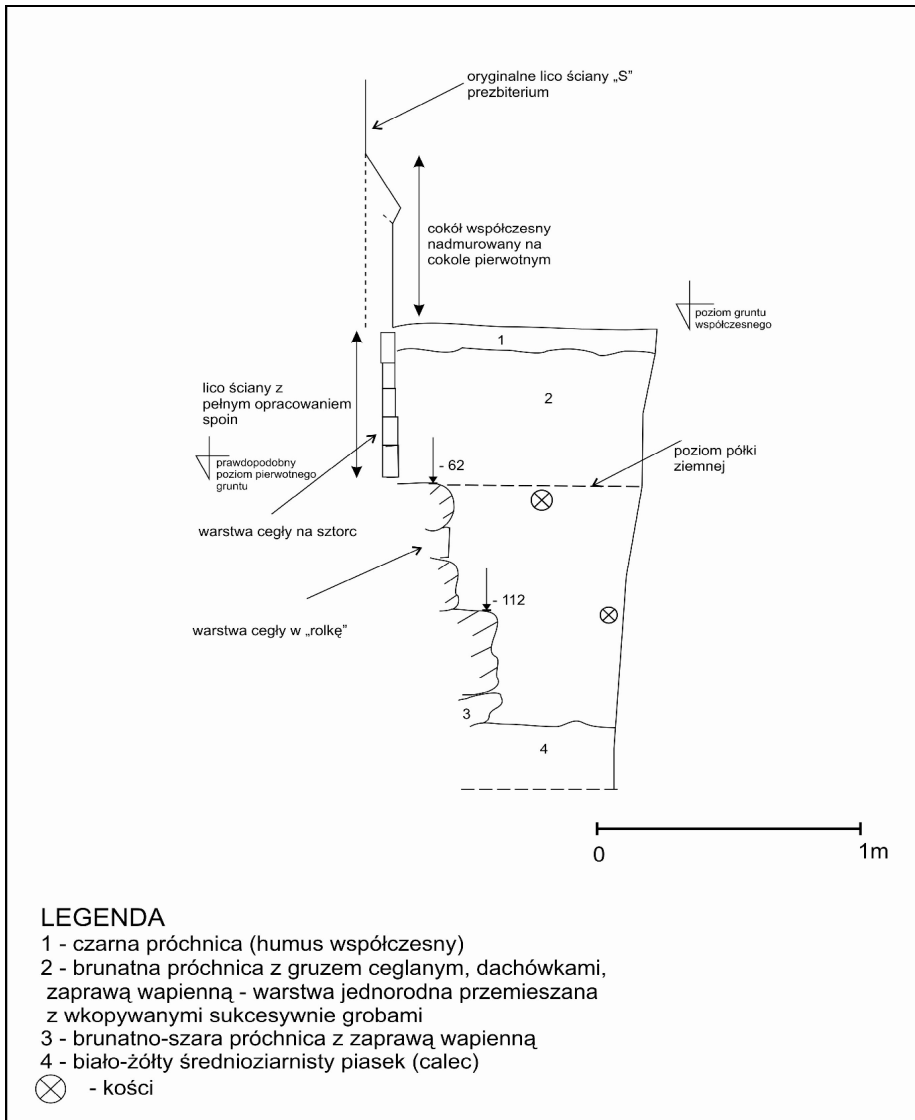 oryginalne lico ściany „S”
prezbiterium
cokół współczesny
nadmurowany na
cokole pierwotnym
poziom gruntu
współczesnego
1
lico ściany z
pełnym opracowaniem
spoin
2
prawdopodobny
poziom pierwotnego
gruntu
- 62
poziom półki
ziemnej
warstwa cegły na sztorc
- 112
warstwa cegły w „rolkę”
3
4
0
1m
LEGENDA
1 - czarna próchnica (humus współczesny)
2 - brunatna próchnica z gruzem ceglanym, dachówkami,
zaprawą wapienną - warstwa jednorodna przemieszana
z wkopywanymi sukcesywnie grobami
3 - brunatno-szara próchnica z zaprawą wapienną
4 - biało-żółty średnioziarnisty piasek (calec)
- kości